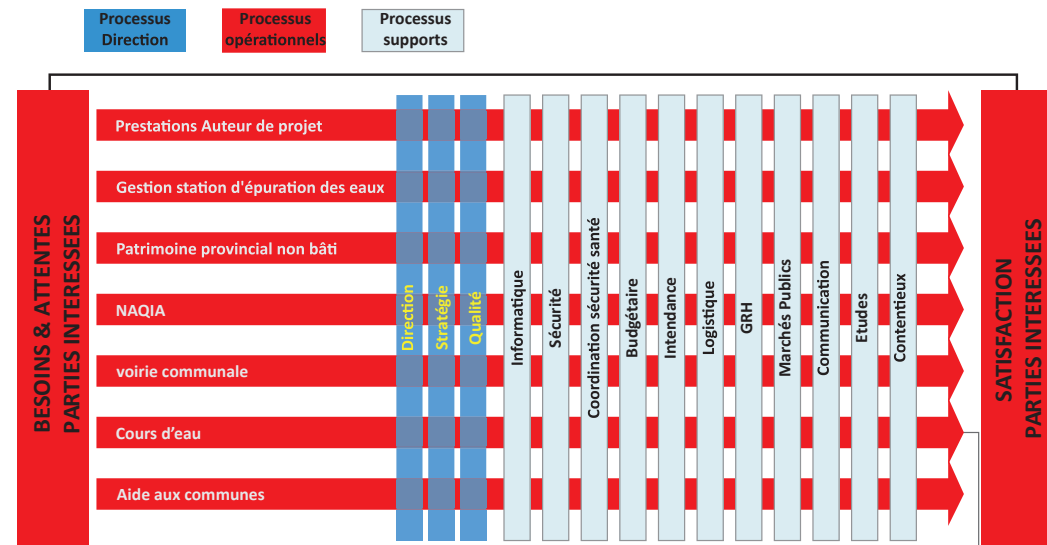 Processus
Direction
Processus
opérationnels
Processus
supports
BESOINS & ATTENTES
PARTIES INTERESSEES
Prestations Auteur de projet
Gestion station d'épuration des eaux
Patrimoine provincial non bâti
NAQIA
voirie communale
Cours d’eau
Aide aux communes
Direction
Stratégie
Qualité
Informatique
Sécurité
Coordination sécurité santé
Budgétaire
Intendance
Logistique
GRH
Marchés Publics
Communication
Etudes
Contentieux
SATISFACTION
PARTIES INTERESSEES